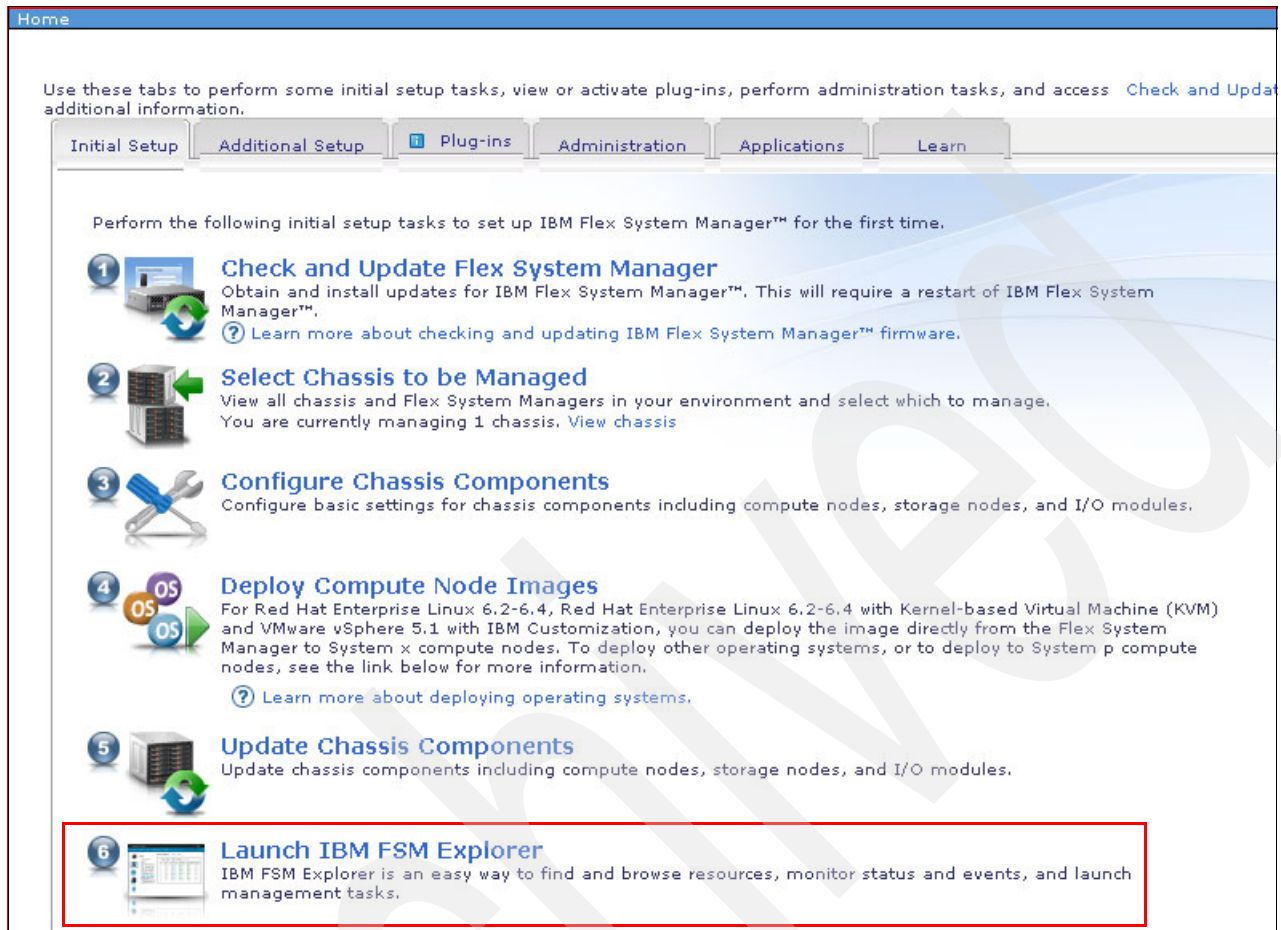 Home
Use these tabs to perform some initial setup tasks, view or activate plug-ins, perform administration tasks, and access Check and Updat
additional information.
Initial Setup Additional Setup Plug-ins Administration Applications Learn
Perform the following initial setup tasks to set up IBM Flex System Manager™ for the first time.
1 Check and Update Flex System Manager
Obtain and install updates for IBM Flex System Manager™. This will require a restart of IBM Flex System
Manager™.
? Learn more about checking and updating IBM Flex System Manager™ firmware.
2 Select Chassis to be Managed
View all chassis and Flex System Managers in your environment and select which to manage.
You are currently managing 1 chassis. View chassis
3 Configure Chassis Components
Configure basic settings for chassis components including compute nodes, storage nodes, and I/O modules.
4 OS OS OS Deploy Compute Node Images
For Red Hat Enterprise Linux 6.2-6.4, Red Hat Enterprise Linux 6.2-6.4 with Kernel-based Virtual Machine (KVM)
and VMware vSphere 5.1 with IBM Customization, you can deploy the image directly from the Flex System
Manager to System x compute nodes. To deploy other operating systems, or to deploy to System p compute
nodes, see the link below for more information.
? Learn more about deploying operating systems.
5 Update Chassis Components
Update chassis components including compute nodes, storage nodes, and I/O modules.
6 Launch IBM FSM Explorer
IBM FSM Explorer is an easy way to find and browse resources, monitor status and events, and launch
management tasks.